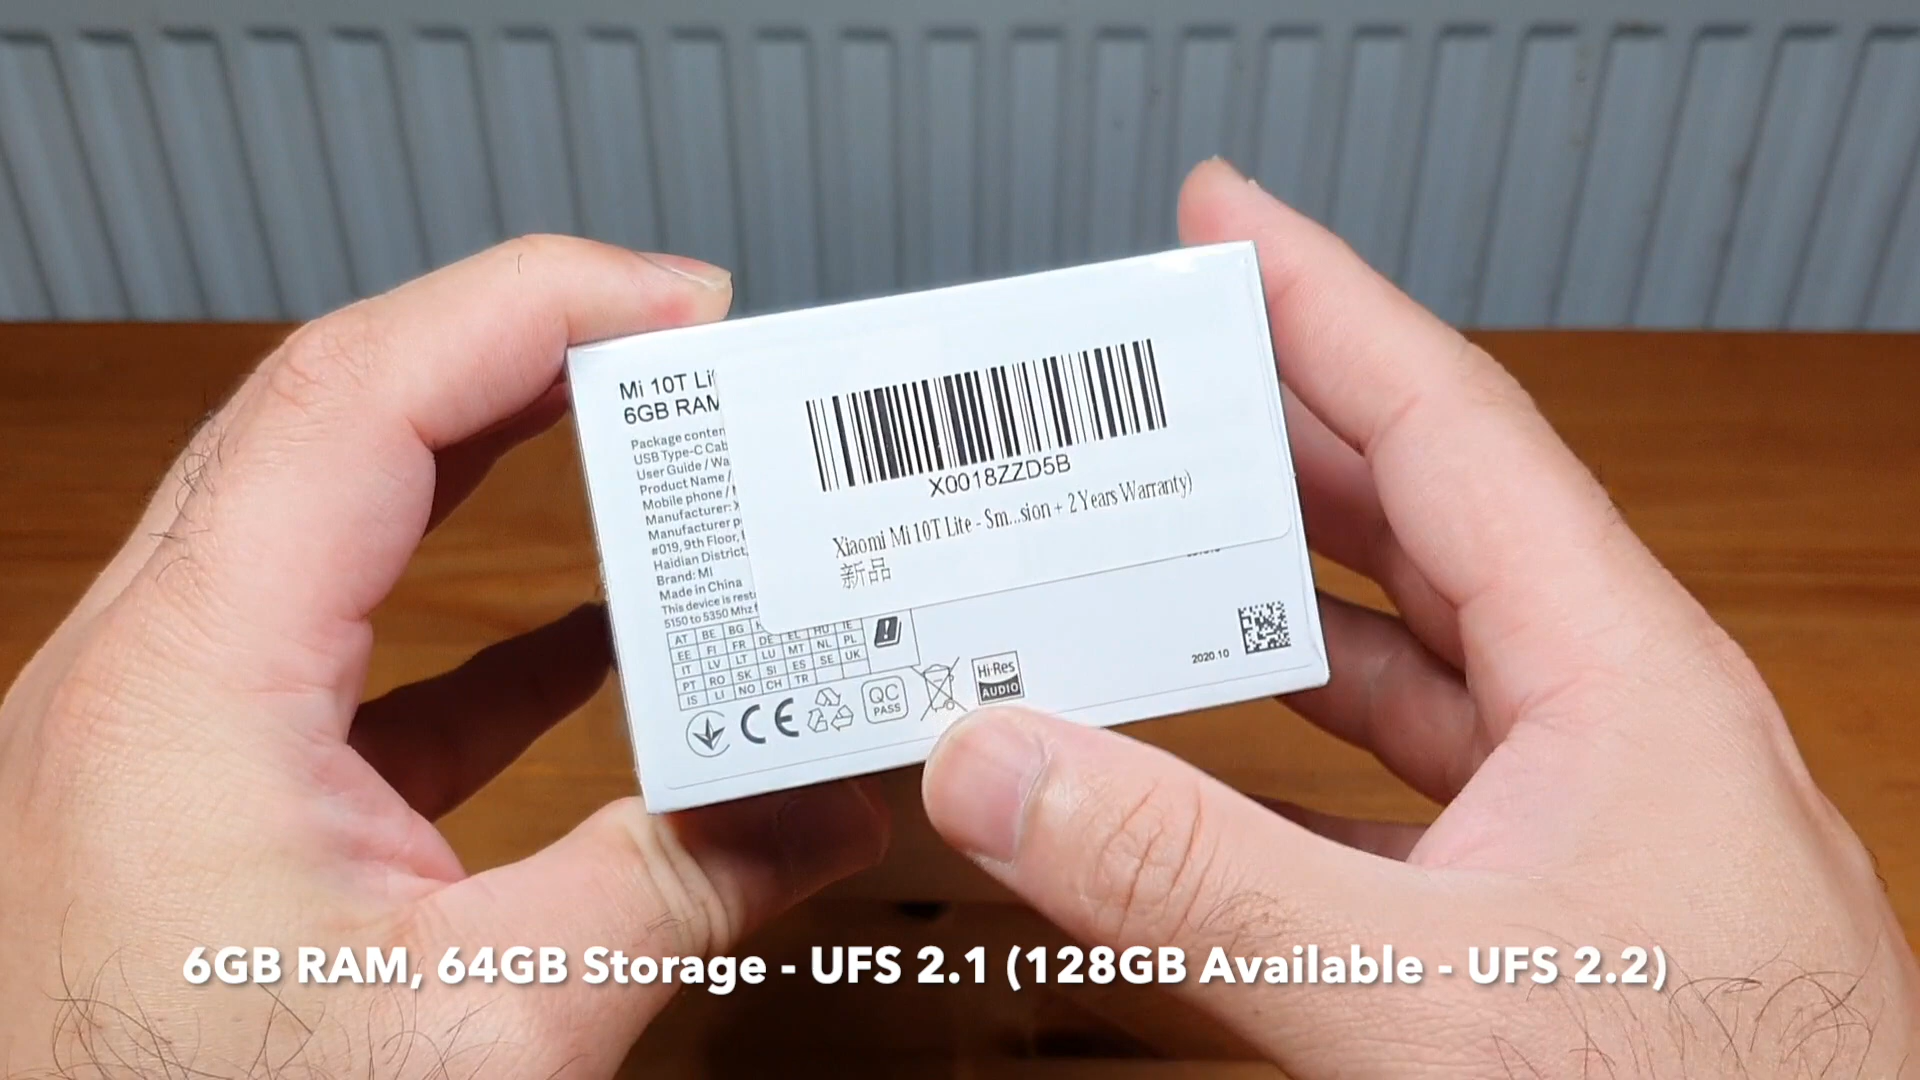 Mi 10T Li
6GB RAM
Package conten
USB Type-C Cab
User Guide / Wa
Product Name /
Mobile phone /
Manufacturer:
Manufacturer p
#019, 9th Floor,
Haidian District,
Brand: MI
Made in China
This device is rest
5150 to 5350 Mhz
AT BE BG
EE FI FR DE EL HU IE
IT LV LT LU MT NL PL
PT RO SK SI ES SE UK
IS LI NO CH TR
CE
QC
PASS
Hi-Res
AUDIO
X0018ZZD5B
Xiaomi Mi 10T Lite - Sm...sion + 2 Years Warranty)
新品
2020.10
6GB RAM, 64GB Storage - UFS 2.1 (128GB Available - UFS 2.2)